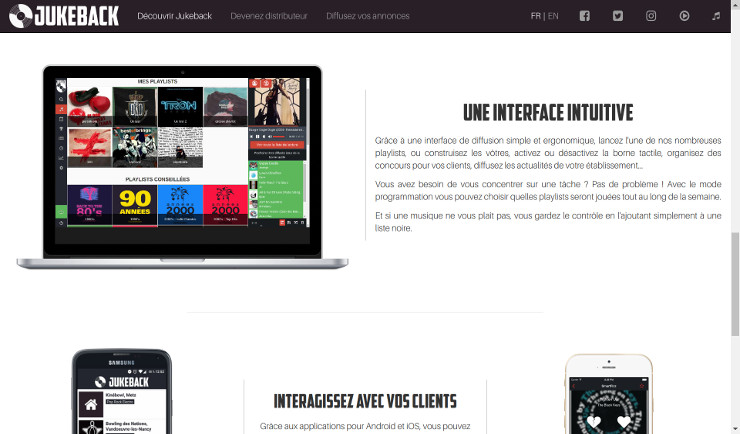 JUKEBACK
Découvrir Jukeback
Devenez distributeur
Diffusez vos annonces
FR | EN
MES PLAYLISTS
TRON
PLAYLISTS CONSEILLÉES
80's
90
ANNÉES
2000
2000
UNE INTERFACE INTUITIVE
Grâce à une interface de diffusion simple et ergonomique, lancez l'une de nos nombreuses
playlists, ou construisez les vôtres, activez ou désactivez la borne tactile, organisez des
concours pour vos clients, diffusez les actualités de votre établissement...
Vous avez besoin de vous concentrer sur une tâche ? Pas de problème ! Avec le mode
programmation vous pouvez choisir quelles playlists seront jouées tout au long de la semaine.
Et si une musique ne vous plaît pas, vous gardez le contrôle en l'ajoutant simplement à une
liste noire.
SAMSUNG
JUKEBACK
Kinébowl, Metz
Bowling des Nations,
Vandoeuvre-les-Nancy
INTERAGISSEZ AVEC VOS CLIENTS
Grâce aux applications pour Android et iOS, vous pouvez